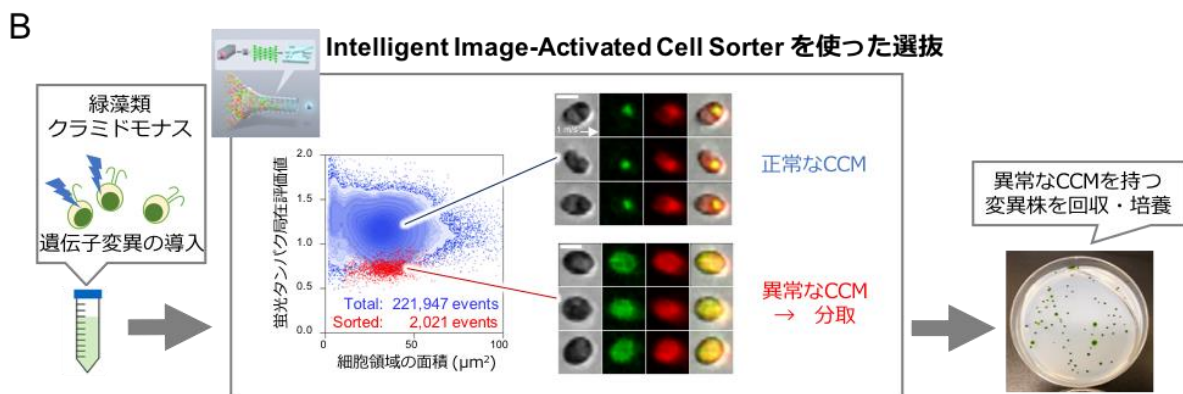 B
Intelligent Image-Activated Cell Sorter を使った選抜
緑藻類
クラミドモナス
遺伝子変異の導入
蛍光タンパク局在評価値
2.0
1.5
1.0
0.5
0.0
Total: 221,947 events
Sorted: 2,021 events
0
50
100
細胞領域の面積 (μm²)
1 m/s
正常なCCM
異常なCCM
→ 分取
異常なCCMを持つ
変異株を回収・培養